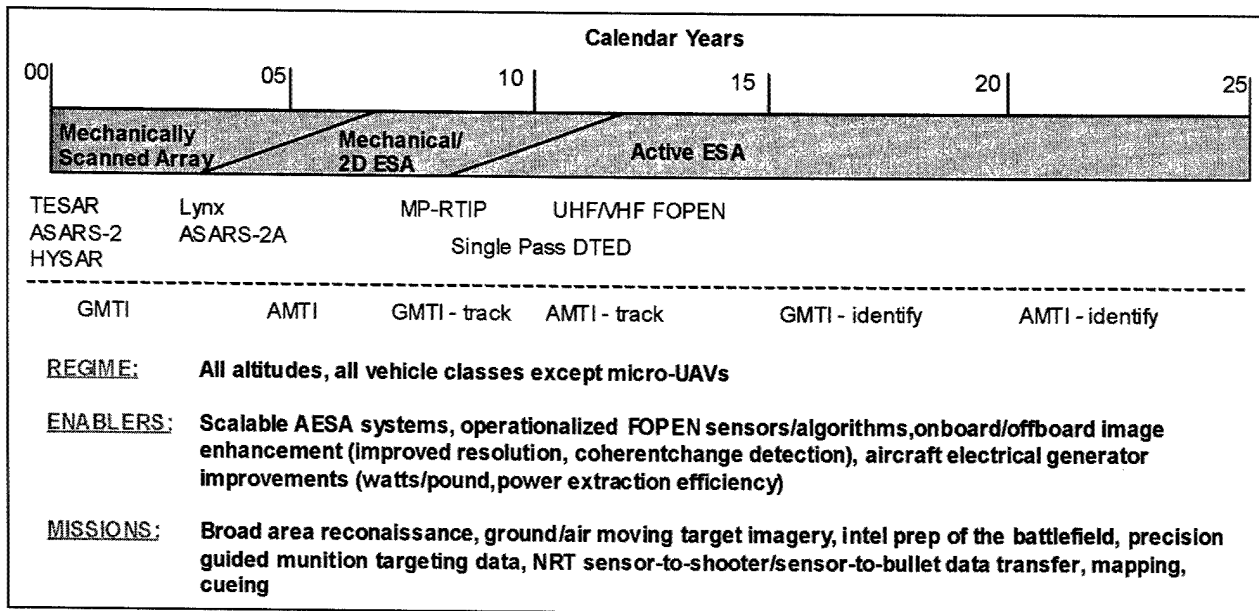 Calendar Years
00 05 10 15 20 25
Mechanically Scanned Array
Mechanical/ 2D ESA
Active ESA
TESAR Lynx MP-RTIP UHF/VHF FOPEN
ASARS-2 ASARS-2A Single Pass DTED
HYSAR
GMTI AMTI GMTI - track AMTI - track GMTI - identify AMTI - identify
REGIME: All altitudes, all vehicle classes except micro-UAVs
ENABLERS: Scalable AESA systems, operationalized FOPEN sensors/algorithms,onboard/offboard image
enhancement (improved resolution, coherentchange detection), aircraft electrical generator
improvements (watts/pound,power extraction efficiency)
MISSIONS: Broad area reconaissance, ground/air moving target imagery, intel prep of the battlefield, precision
guided munition targeting data, NRT sensor-to-shooter/sensor-to-bullet data transfer, mapping,
cueing